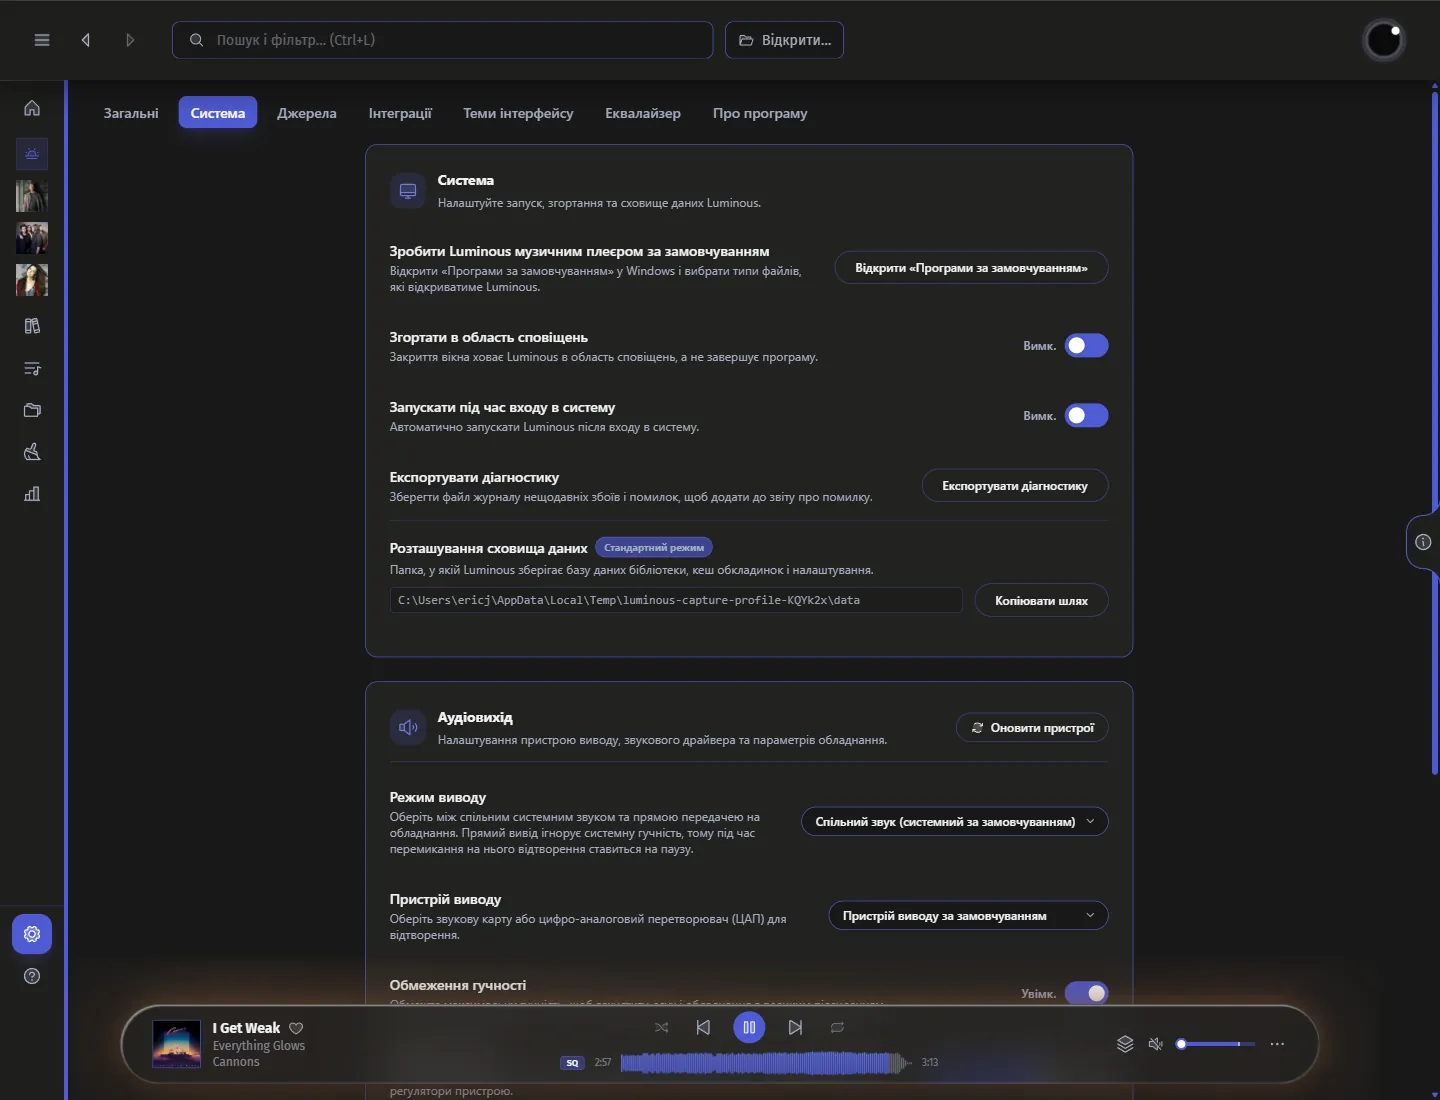 Пошук і фільтр... (Ctrl+L)
Відкрити...
Загальні
Система
Джерела
Інтеграції
Теми інтерфейсу
Еквалайзер
Про програму
Система
Налаштуйте запуск, згортання та сховище даних Luminous.
Зробити Luminous музичним плеєром за замовчуванням
Відкрити «Програми за замовчуванням» у Windows і вибрати типи файлів,
які відкриватиме Luminous.
Відкрити «Програми за замовчуванням»
Згортати в область сповіщень
Закриття вікна ховає Luminous в область сповіщень, а не завершує програму.
Вимк.
Запускати під час входу в систему
Автоматично запускати Luminous після входу в систему.
Вимк.
Експортувати діагностику
Зберегти файл журналу нещодавніх збоїв і помилок, щоб додати до звіту про помилку.
Експортувати діагностику
Розташування сховища даних
Стандартний режим
Папка, у якій Luminous зберігає базу даних бібліотеки, кеш обкладинок і налаштування.
C:\Users\ericj\AppData\Local\Temp\luminous-capture-profile-KQYk2x\data
Копіювати шлях
Аудіовихід
Налаштування пристрою виводу, звукового драйвера та параметрів обладнання.
Оновити пристрої
Режим виводу
Оберіть між спільним системним звуком та прямою передачею на
обладнання. Прямий вивід ігнорує системну гучність, тому під час
перемикання на нього відтворення ставиться на паузу.
Спільний звук (системний за замовчуванням)
Пристрій виводу
Оберіть звукову карту або цифро-аналоговий перетворювач (ЦАП) для
відтворення.
Пристрій виводу за замовчуванням
Обмеження гучності
Увімк.
I Get Weak
Everything Glows
Cannons
SQ
2:57
3:13
регулятори пристрою.